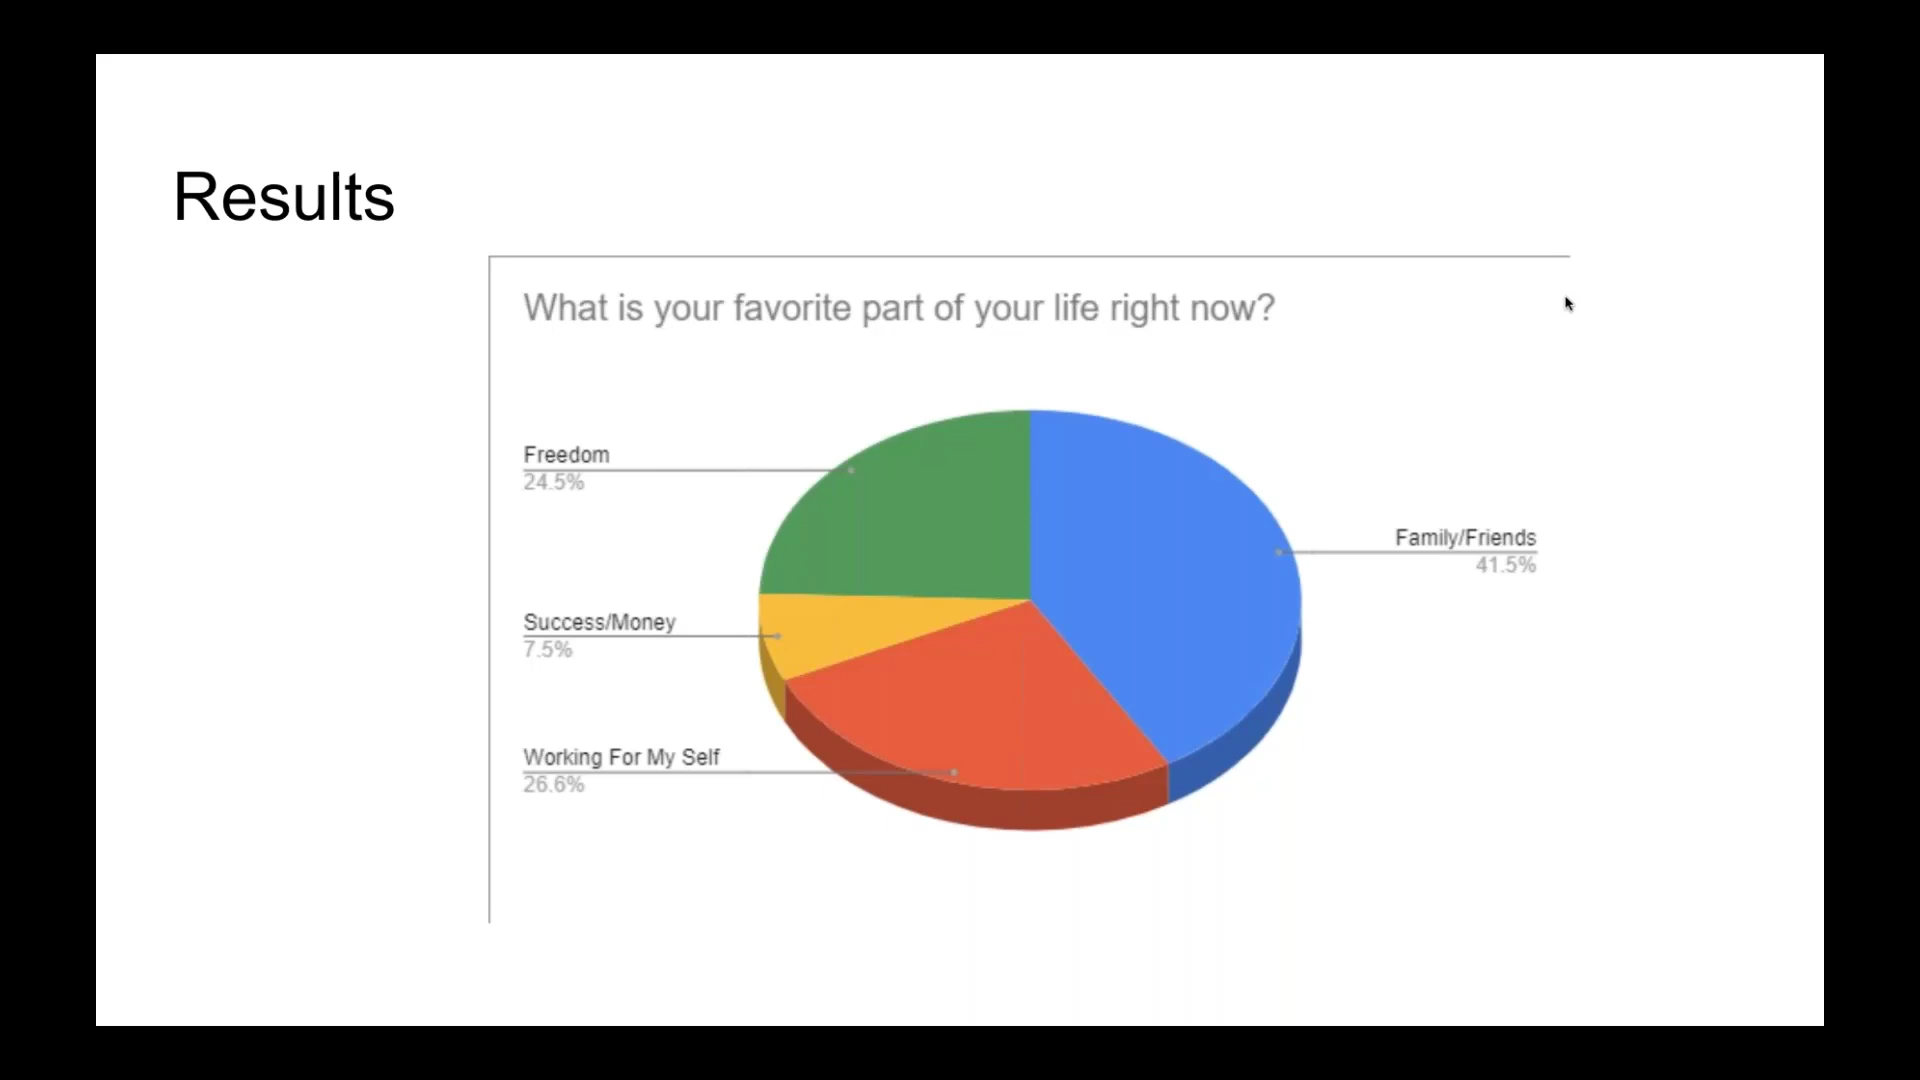 Results
What is your favorite part of your life right now?
Freedom
24.5%
Family/Friends
41.5%
Success/Money
7.5%
Working For My Self
26.6%